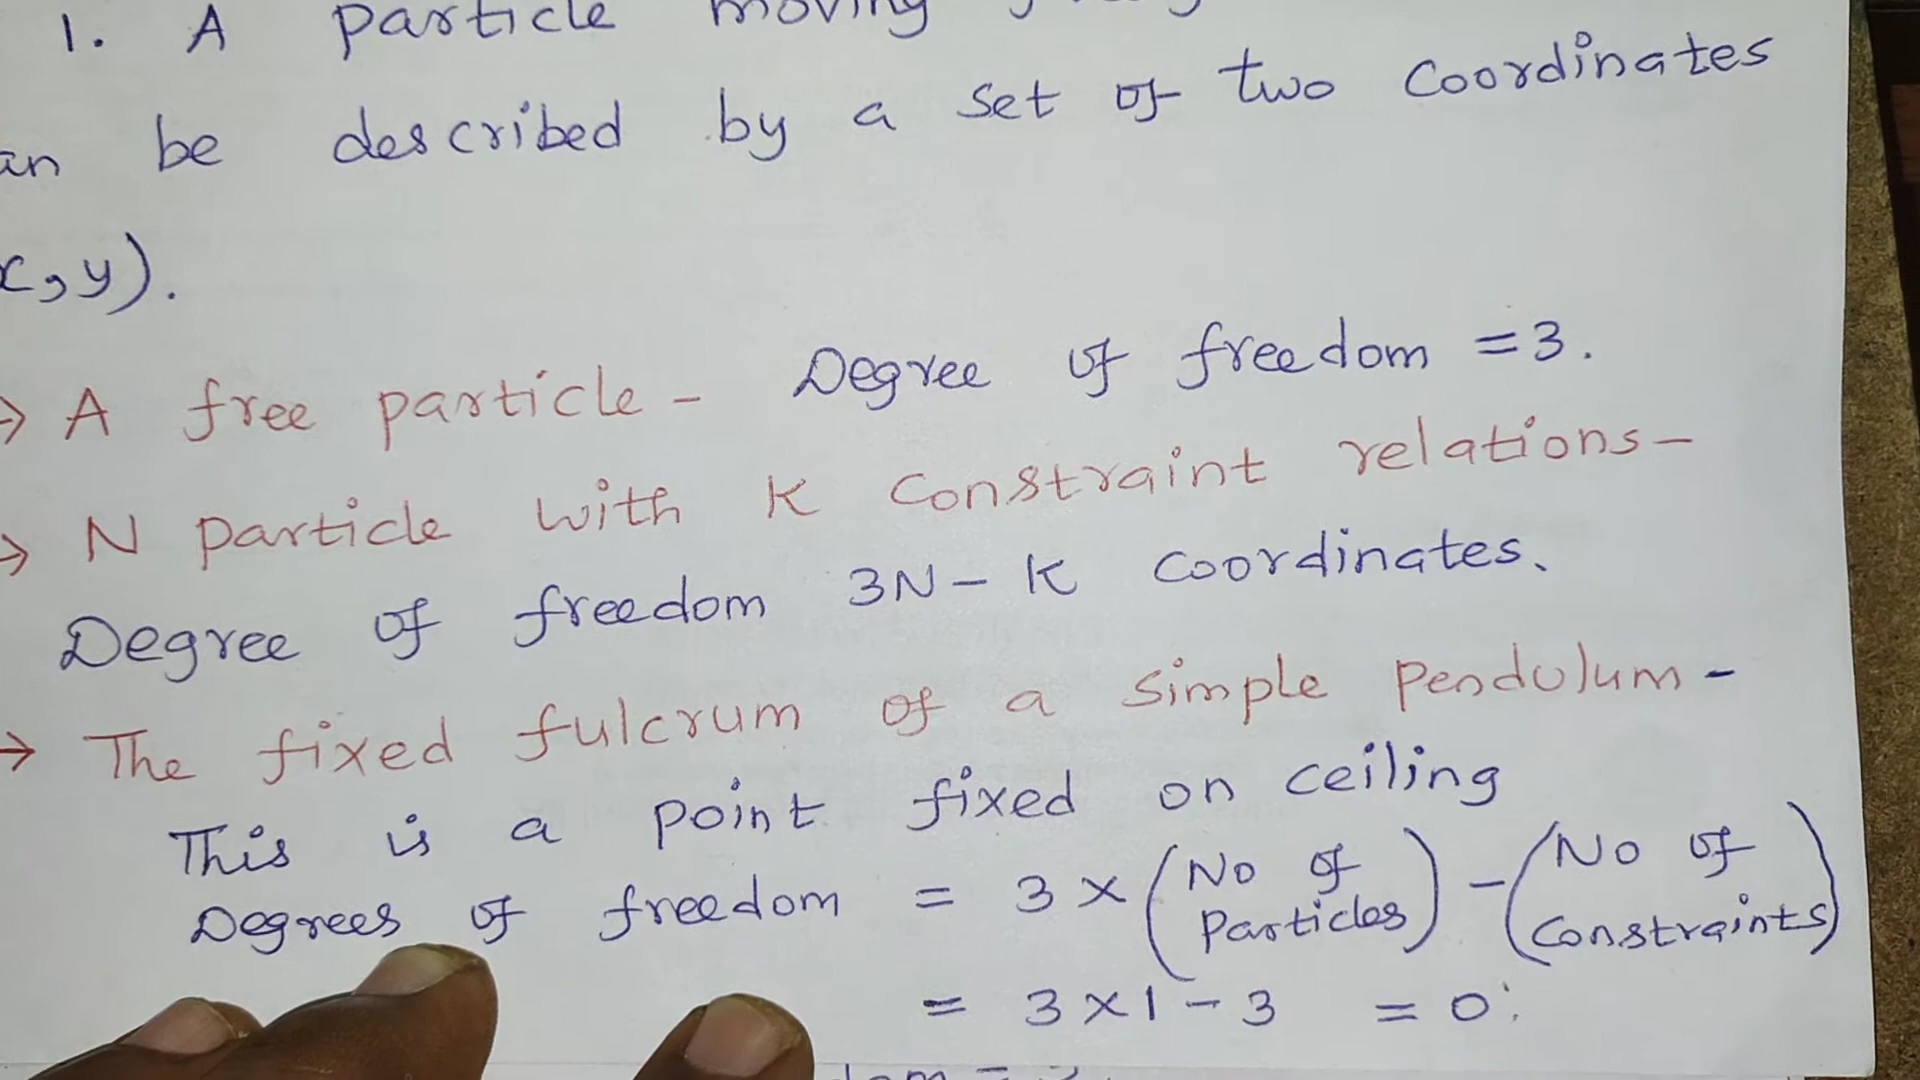 1. A particle moving
be described by a set of two coordinates
,y).
→ A free particle - Degree of freedom = 3.
→ N particle with K Constraint relations -
Degree of freedom 3N - K coordinates.
→ The fixed fulcrum of a simple pendulum -
This is a point fixed on ceiling
Degrees of freedom = 3 × (No of Particles) - (No of Constraints)
= 3 × 1 - 3 = 0.